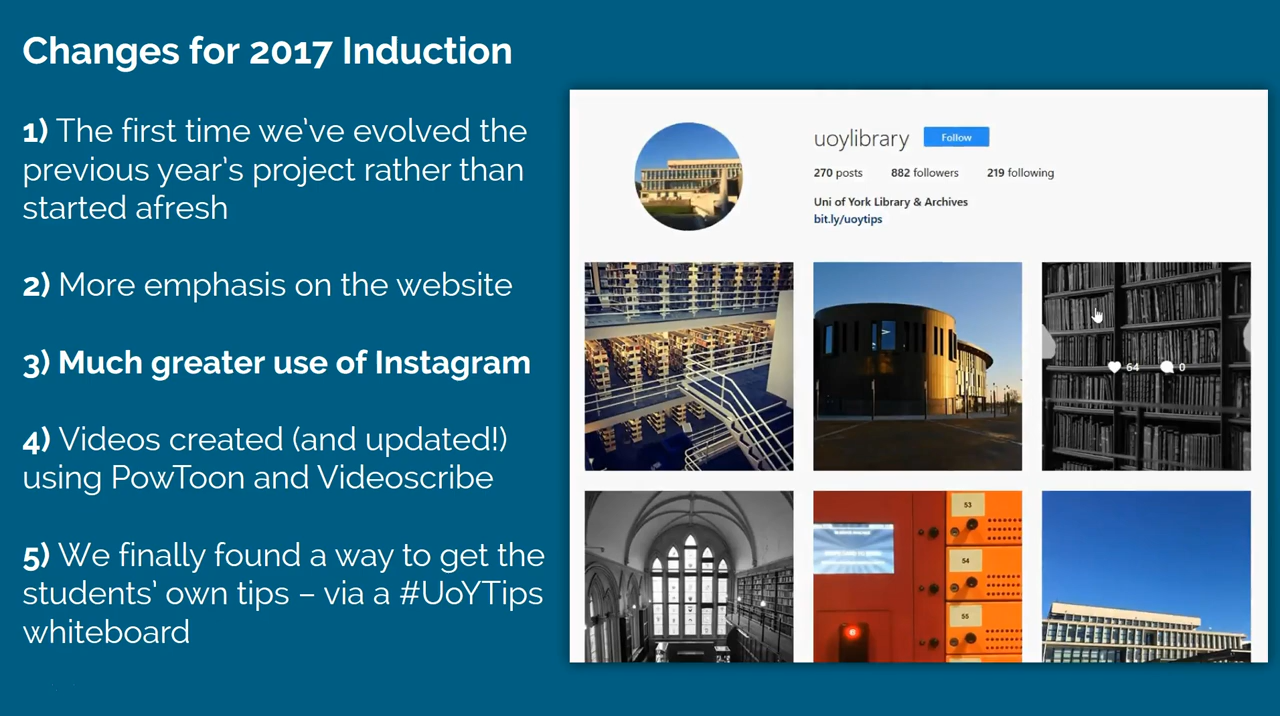 Changes for 2017 Induction
1) The first time we've evolved the
previous year's project rather than
started afresh
2) More emphasis on the website
3) Much greater use of Instagram
4) Videos created (and updated!)
using PowToon and Videoscribe
5) We finally found a way to get the
students' own tips – via a #UoYTips
whiteboard
uoylibrary Follow
270 posts 882 followers 219 following
Uni of York Library & Archives
bit.ly/uoytips
64 0
53
54
55